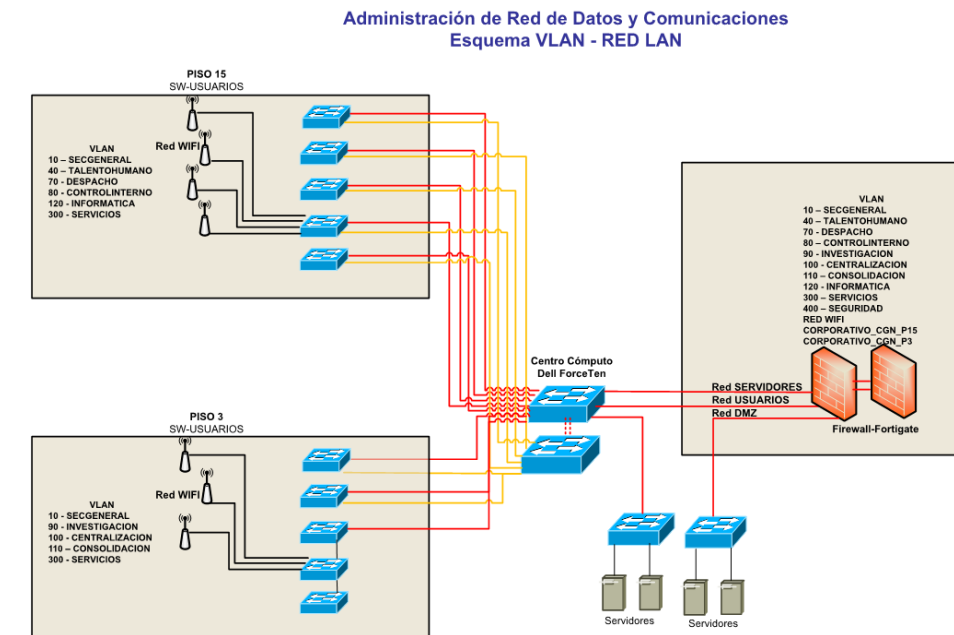 Administración de Red de Datos y Comunicaciones
Esquema VLAN - RED LAN
PISO 15
SW-USUARIOS
Red WIFI
VLAN
10 – SECGENERAL
40 – TALENTOHUMANO
70 - DESPACHO
80 - CONTROLINTERNO
120 - INFORMATICA
300 - SERVICIOS
VLAN
10 – SECGENERAL
40 – TALENTOHUMANO
70 - DESPACHO
80 – CONTROLINTERNO
90 - INVESTIGACION
100 - CENTRALIZACION
110 – CONSOLIDACION
120 - INFORMATICA
300 – SERVICIOS
400 – SEGURIDAD
RED WIFI
CORPORATIVO_CGN_P15
CORPORATIVO_CGN_P3
Centro Cómputo
Dell ForceTen
Red SERVIDORES
Red USUARIOS
Red DMZ
Firewall-Fortigate
PISO 3
SW-USUARIOS
Red WIFI
VLAN
10 - SECGENERAL
90 - INVESTIGACION
100 - CENTRALIZACION
110 – CONSOLIDACION
300 - SERVICIOS
Servidores
Servidores